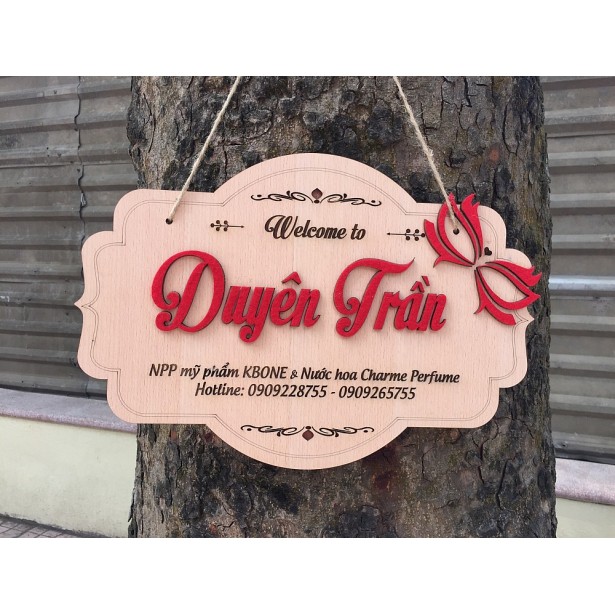 Welcome to
Duyên Trần
NPP mỹ phẩm KBONE & Nước hoa Charme Perfume
Hotline: 0909228755 - 0909265755